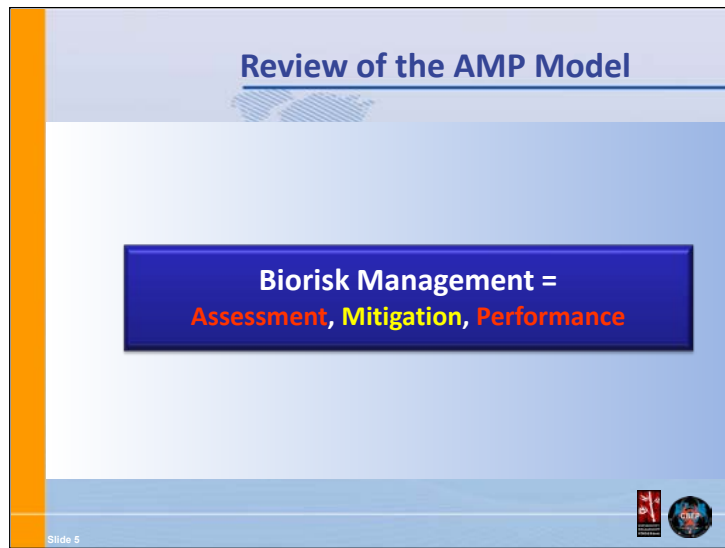 Review of the AMP Model
Biorisk Management =
Assessment, Mitigation, Performance
Slide 5